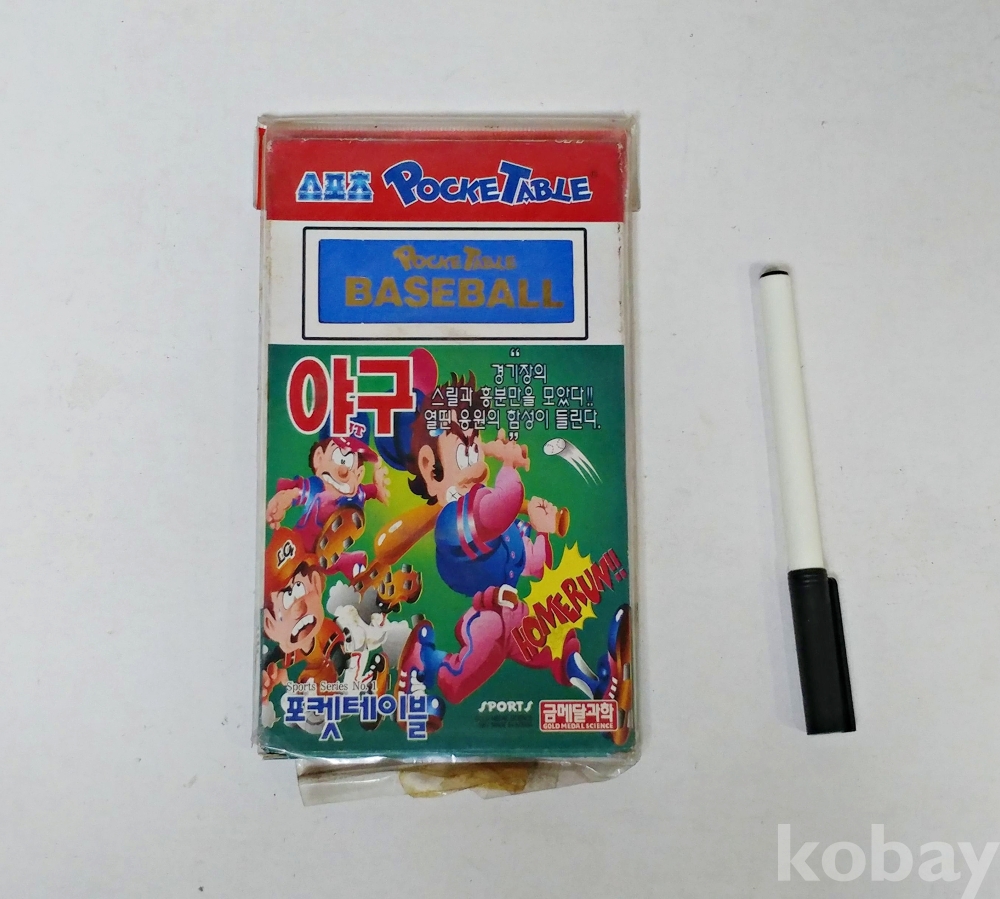 스포츠 POCKETABLE
POCKETABLE
BASEBALL
야구
“
경기장의
스릴과 흥분만을 모았다!!
열띤 응원의 함성이 들린다.
”
LG
HOMERUN!!
Sports Series No.1
포켓테이블
SPORTS
금메달과학
GOLD MEDAL SCIENCE
kobay